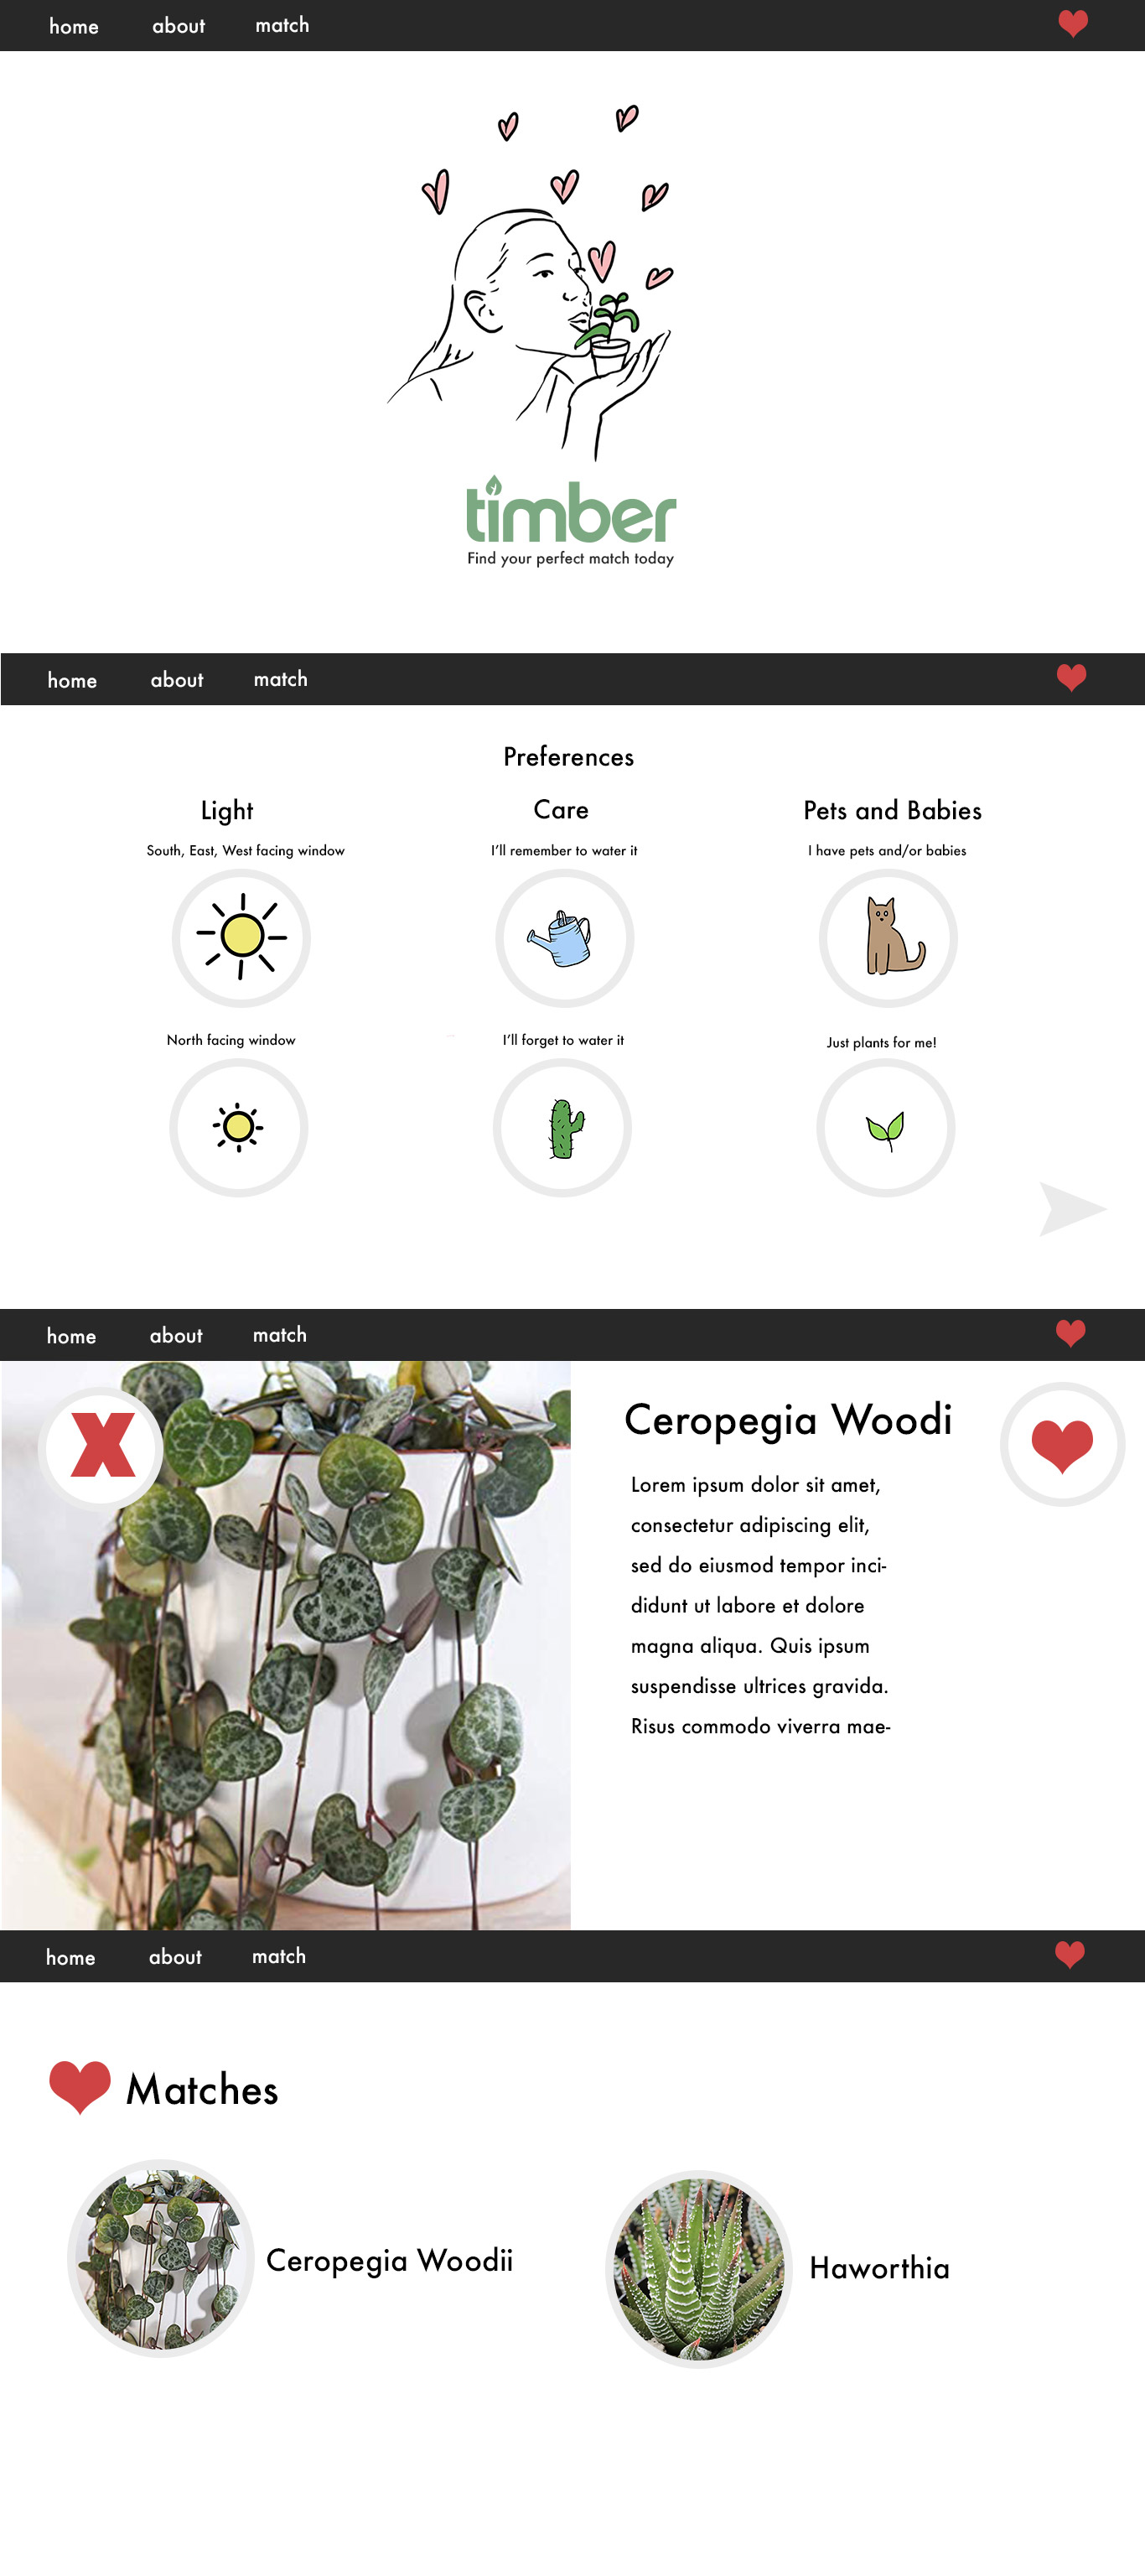 home about match
timber
Find your perfect match today
home about match
Preferences
Light Care Pets and Babies
South, East, West facing window I'll remember to water it I have pets and/or babies
North facing window I'll forget to water it Just plants for me!
home about match
X
Ceropegia Woodi
Lorem ipsum dolor sit amet,
consectetur adipiscing elit,
sed do eiusmod tempor inci-
didunt ut labore et dolore
magna aliqua. Quis ipsum
suspendisse ultrices gravida.
Risus commodo viverra mae-
home about match
Matches
Ceropegia Woodii Haworthia